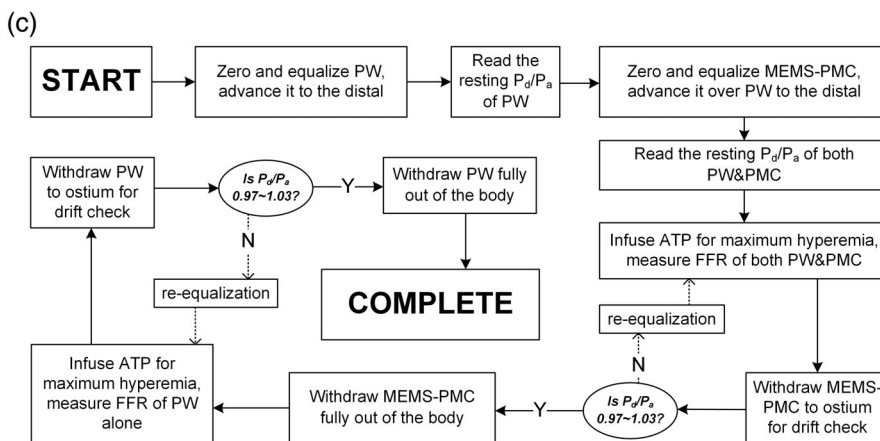 (c)
START
Zero and equalize PW,
advance it to the distal
Read the
resting Pd/Pa
of PW
Zero and equalize MEMS-PMC,
advance it over PW to the distal
Read the resting Pd/Pa of both
PW&PMC
Infuse ATP for maximum hyperemia,
measure FFR of both PW&PMC
re-equalization
N
Withdraw MEMS-
PMC to ostium
for drift check
Is Pd/Pa
0.97~1.03?
Y
Withdraw MEMS-PMC
fully out of the body
Infuse ATP for
maximum hyperemia,
measure FFR of PW
alone
re-equalization
N
Withdraw PW
to ostium for
drift check
Is Pd/Pa
0.97~1.03?
Y
Withdraw PW fully
out of the body
COMPLETE